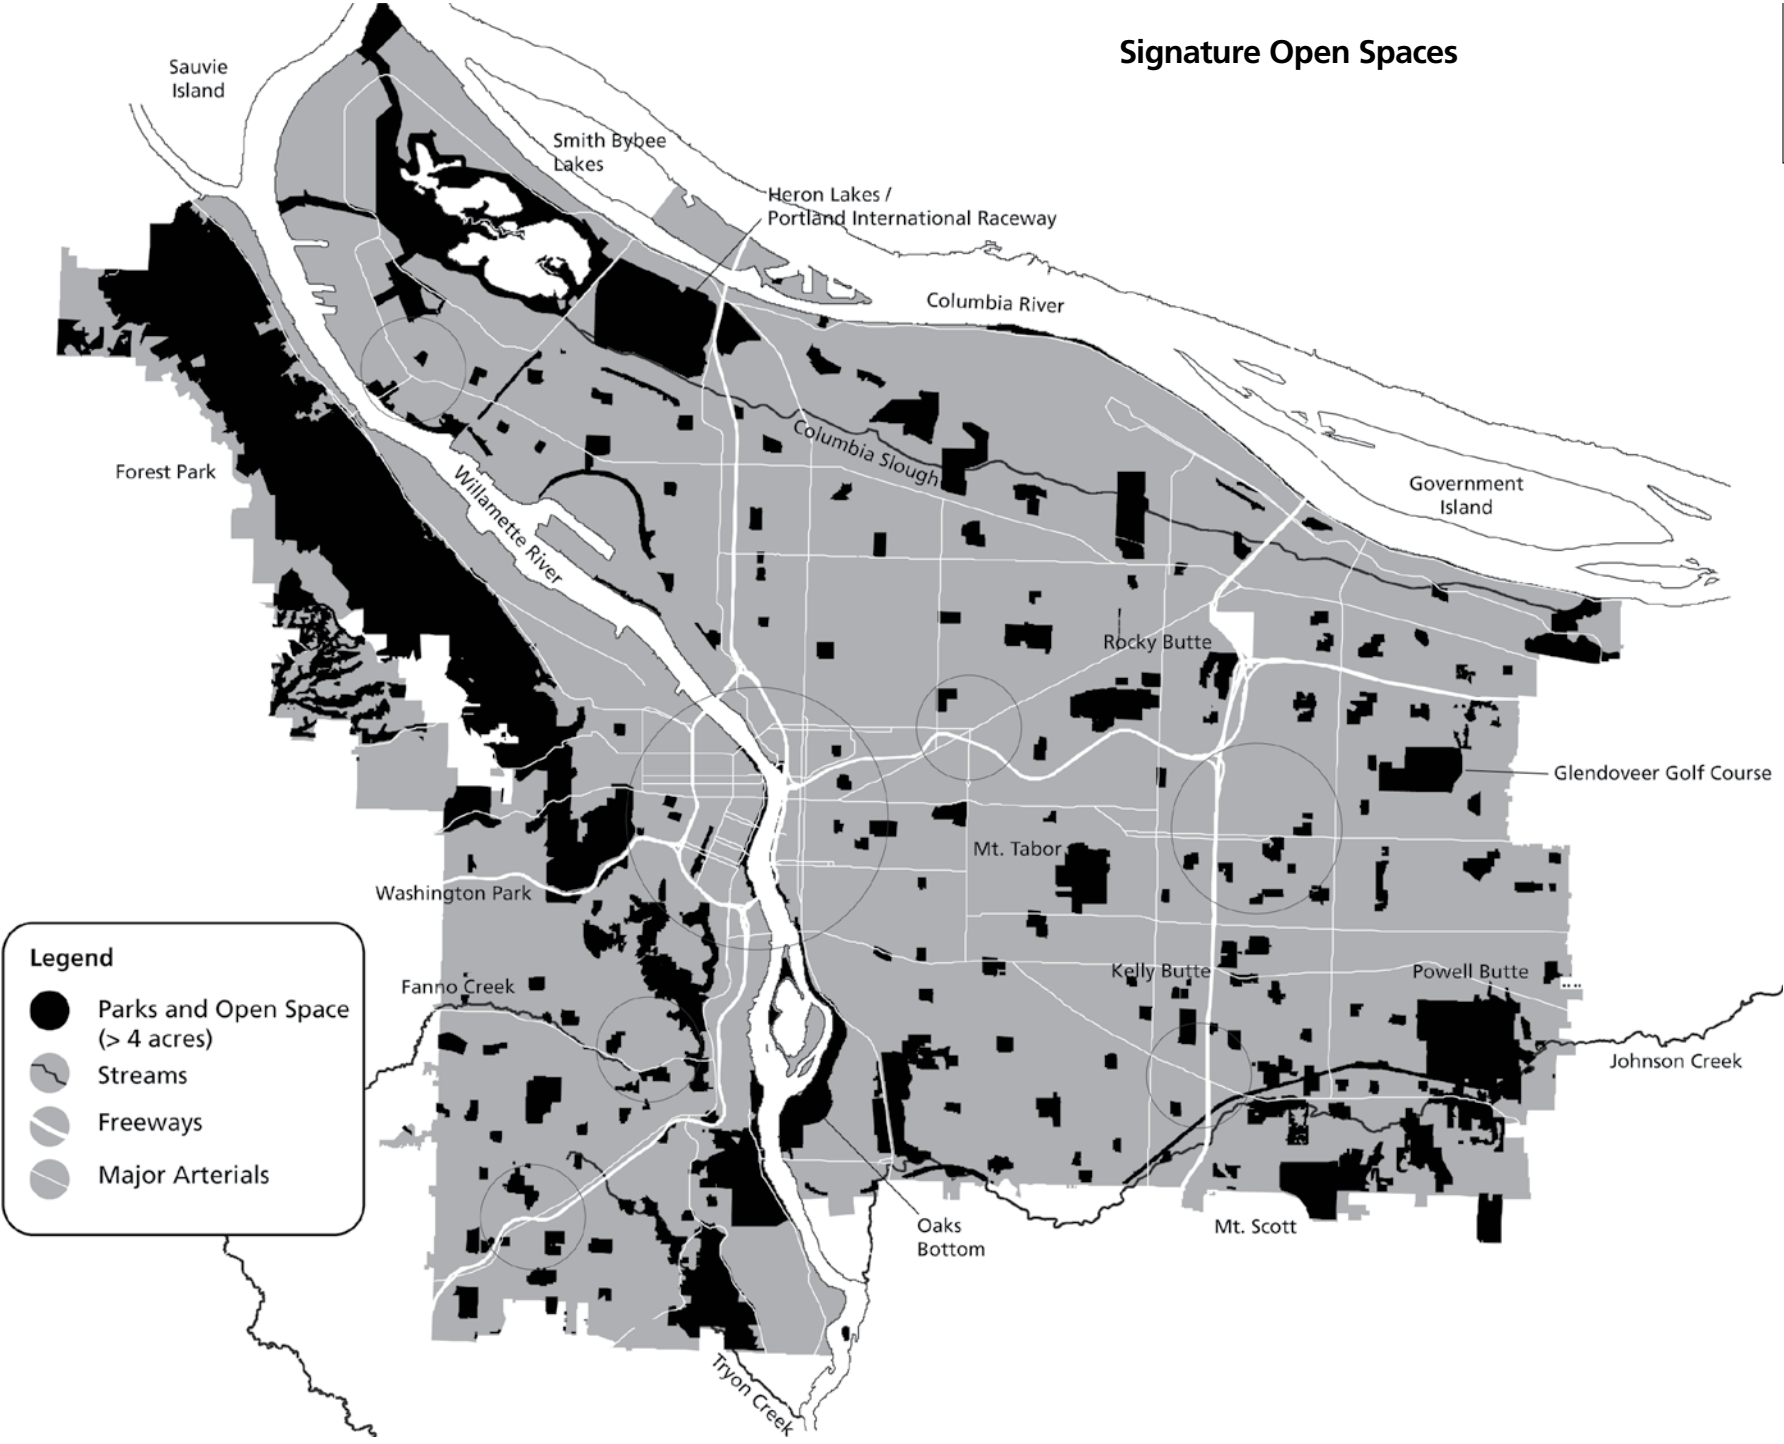 Signature Open Spaces
Sauvie
Island
Smith Bybee
Lakes
Heron Lakes /
Portland International Raceway
Columbia River
Columbia Slough
Forest Park
Willamette River
Government
Island
Rocky Butte
Glendoveer Golf Course
Mt. Tabor
Washington Park
Kelly Butte
Powell Butte
Fanno Creek
Johnson Creek
Oaks
Bottom
Mt. Scott
Tryon Creek
Legend
Parks and Open Space
(> 4 acres)
Streams
Freeways
Major Arterials